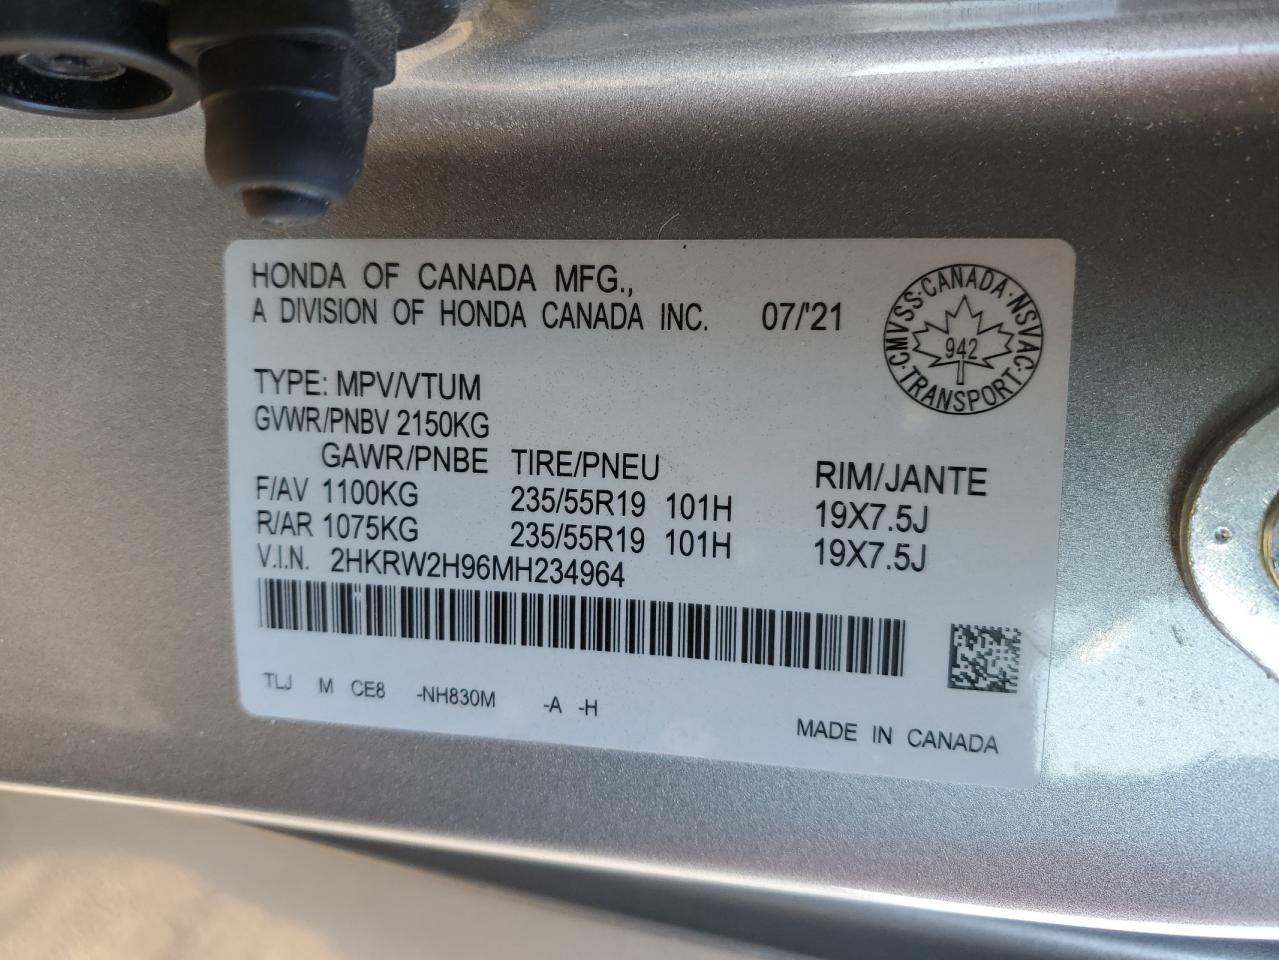 HONDA OF CANADA MFG.,
A DIVISION OF HONDA CANADA INC. 07/'21
CMVSS · CANADA · NSVAC · TRANSPORT ·
942
TYPE: MPV/VTUM
GVWR/PNBV 2150KG
GAWR/PNBE TIRE/PNEU RIM/JANTE
F/AV 1100KG 235/55R19 101H 19X7.5J
R/AR 1075KG 235/55R19 101H 19X7.5J
V.I.N. 2HKRW2H96MH234964
TLJ M CE8 -NH830M -A -H
MADE IN CANADA